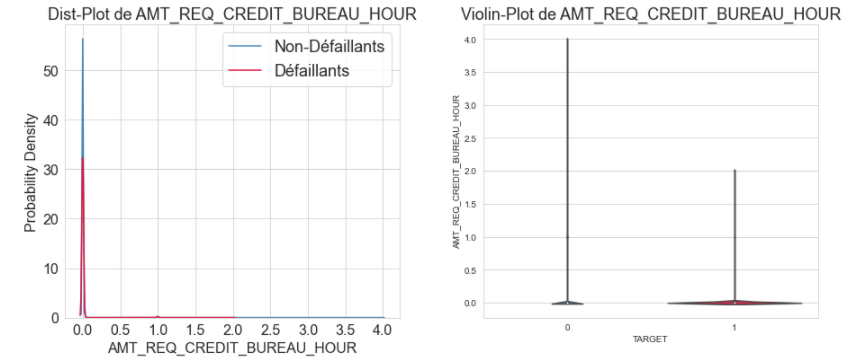 Dist-Plot de AMT_REQ_CREDIT_BUREAU_HOUR
Non-Défaillants
Défaillants
Probability Density
50
40
30
20
10
0
0.0 0.5 1.0 1.5 2.0 2.5 3.0 3.5 4.0
AMT_REQ_CREDIT_BUREAU_HOUR
Violin-Plot de AMT_REQ_CREDIT_BUREAU_HOUR
AMT_REQ_CREDIT_BUREAU_HOUR
4.0
3.5
3.0
2.5
2.0
1.5
1.0
0.5
0.0
0 1
TARGET